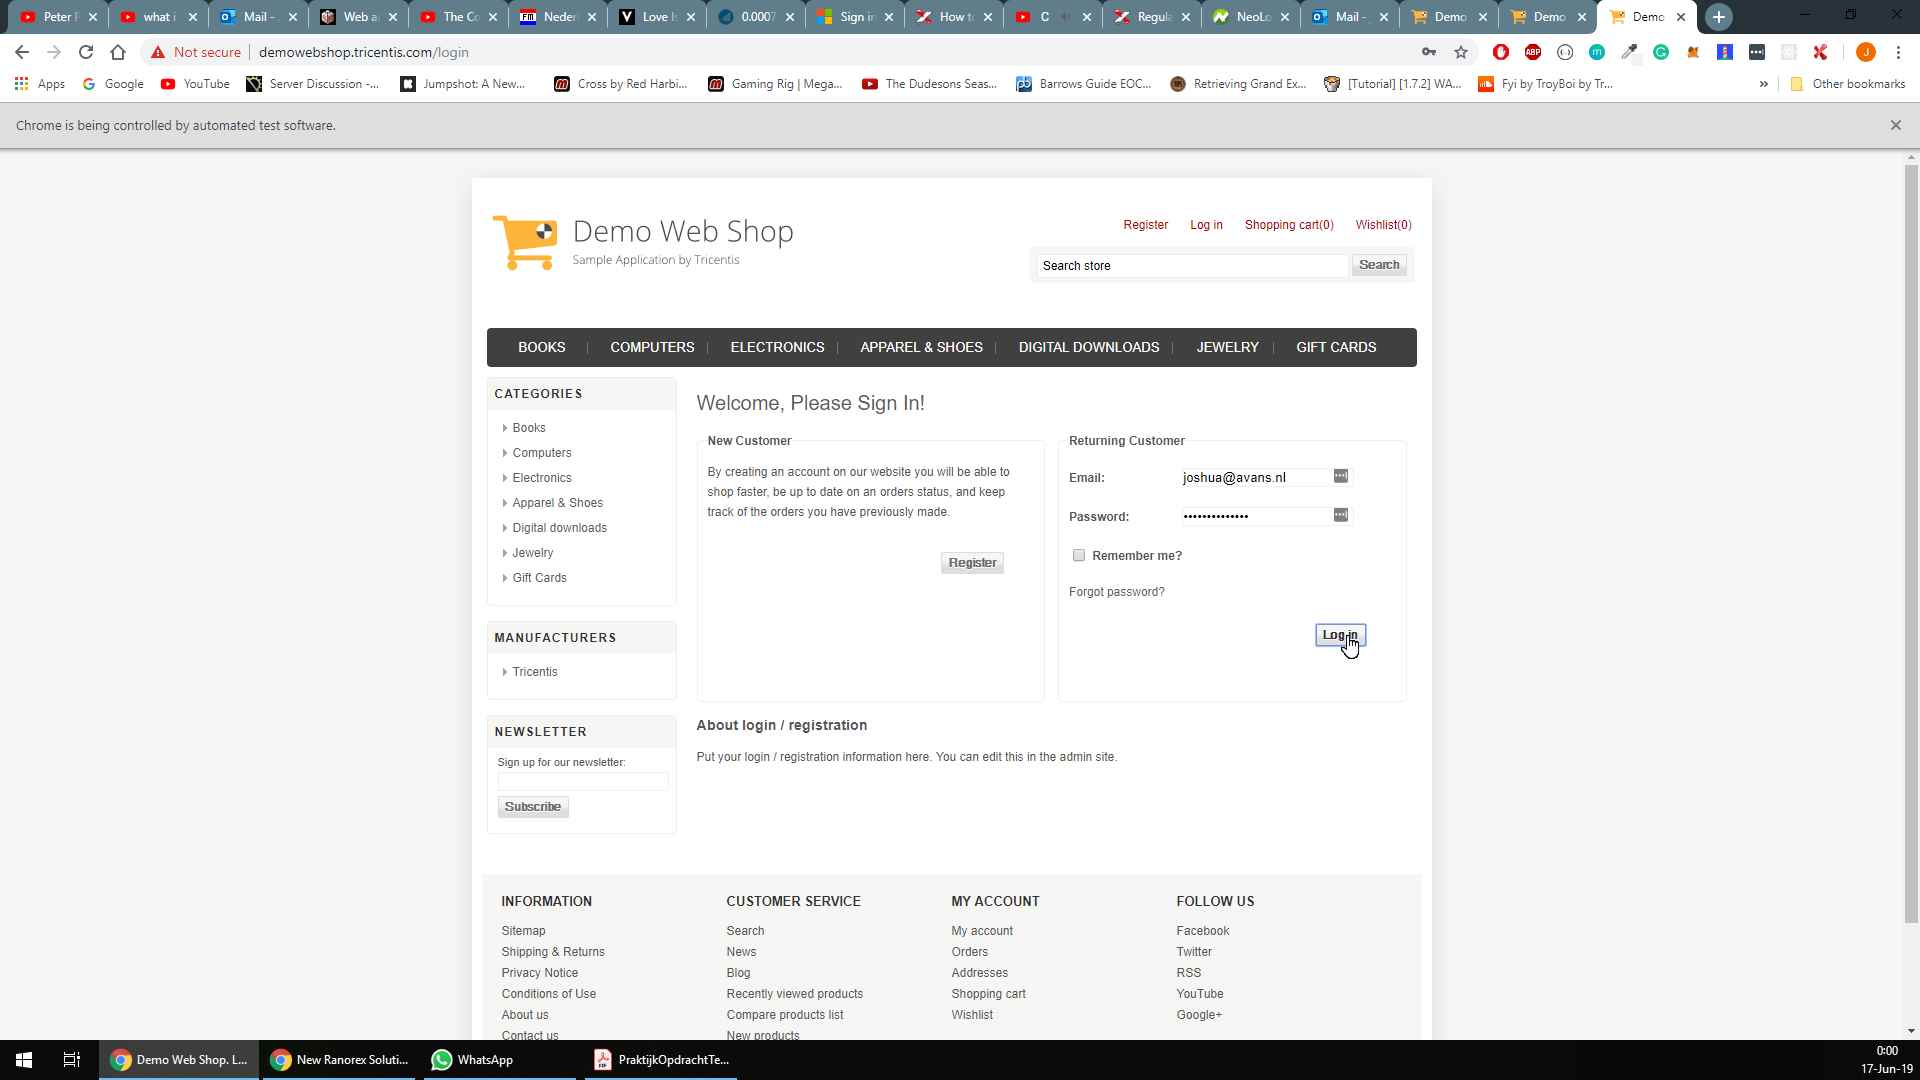 Peter F
what i
Mail -
Web a
The Co
Neder
Love Is
0.0007
Sign in
How to
C
Regula
NeoLo
Mail -
Demo
Demo
Demo
Not secure | demowebshop.tricentis.com/login
Apps
Google
YouTube
Server Discussion -...
Jumpshot: A New...
Cross by Red Harbi...
Gaming Rig | Mega...
The Dudesons Seas...
Barrows Guide EOC...
Retrieving Grand Ex...
[Tutorial] [1.7.2] WA...
Fyi by TroyBoi by Tr...
» Other bookmarks
Chrome is being controlled by automated test software.
Demo Web Shop
Sample Application by Tricentis
Register Log in Shopping cart(0) Wishlist(0)
Search store Search
BOOKS COMPUTERS ELECTRONICS APPAREL & SHOES DIGITAL DOWNLOADS JEWELRY GIFT CARDS
CATEGORIES
Books
Computers
Electronics
Apparel & Shoes
Digital downloads
Jewelry
Gift Cards
MANUFACTURERS
Tricentis
NEWSLETTER
Sign up for our newsletter:
Subscribe
Welcome, Please Sign In!
New Customer
By creating an account on our website you will be able to
shop faster, be up to date on an orders status, and keep
track of the orders you have previously made.
Register
Returning Customer
Email: joshua@avans.nl
Password: ••••••••••••••
Remember me?
Forgot password?
Log in
About login / registration
Put your login / registration information here. You can edit this in the admin site.
INFORMATION
Sitemap
Shipping & Returns
Privacy Notice
Conditions of Use
About us
Contact us
CUSTOMER SERVICE
Search
News
Blog
Recently viewed products
Compare products list
New products
MY ACCOUNT
My account
Orders
Addresses
Shopping cart
Wishlist
FOLLOW US
Facebook
Twitter
RSS
YouTube
Google+
Demo Web Shop. L...
New Ranorex Soluti...
WhatsApp
PraktijkOpdrachtTe...
0:00
17-Jun-19